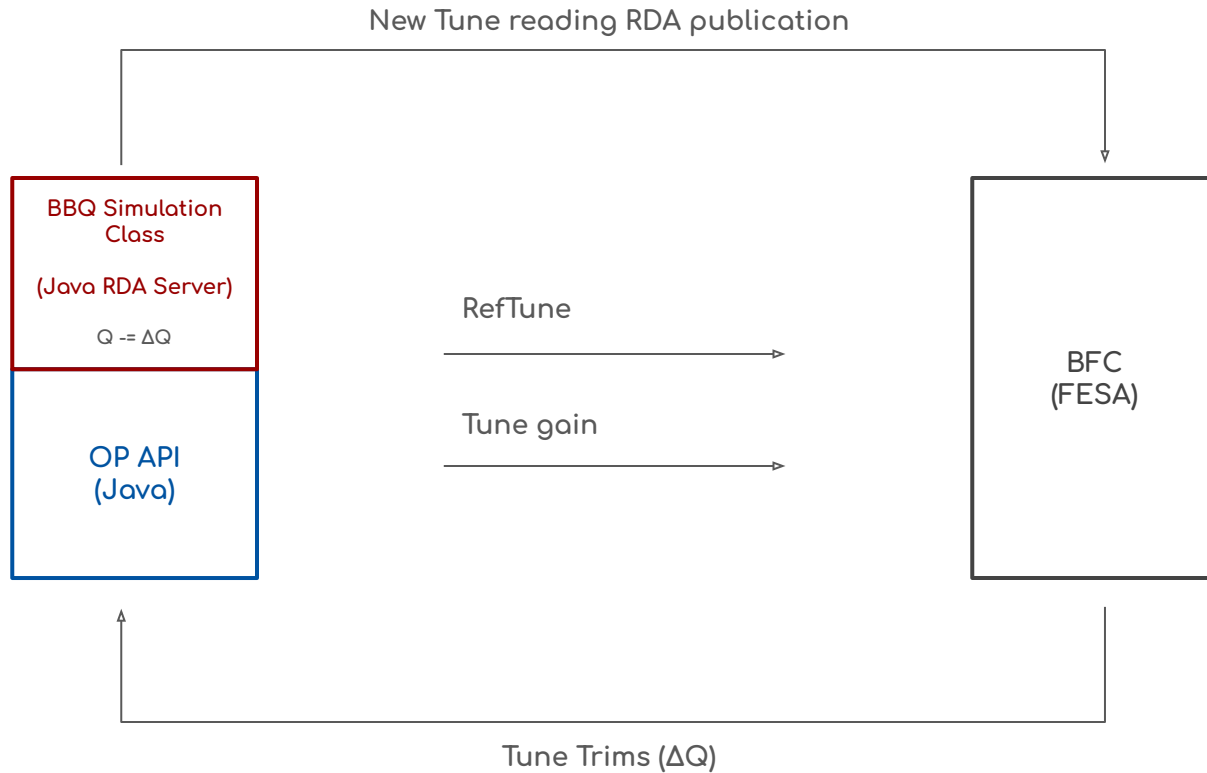 New Tune reading RDA publication
BBQ Simulation
Class
(Java RDA Server)
Q -= ΔQ
OP API
(Java)
RefTune
Tune gain
BFC
(FESA)
Tune Trims (ΔQ)